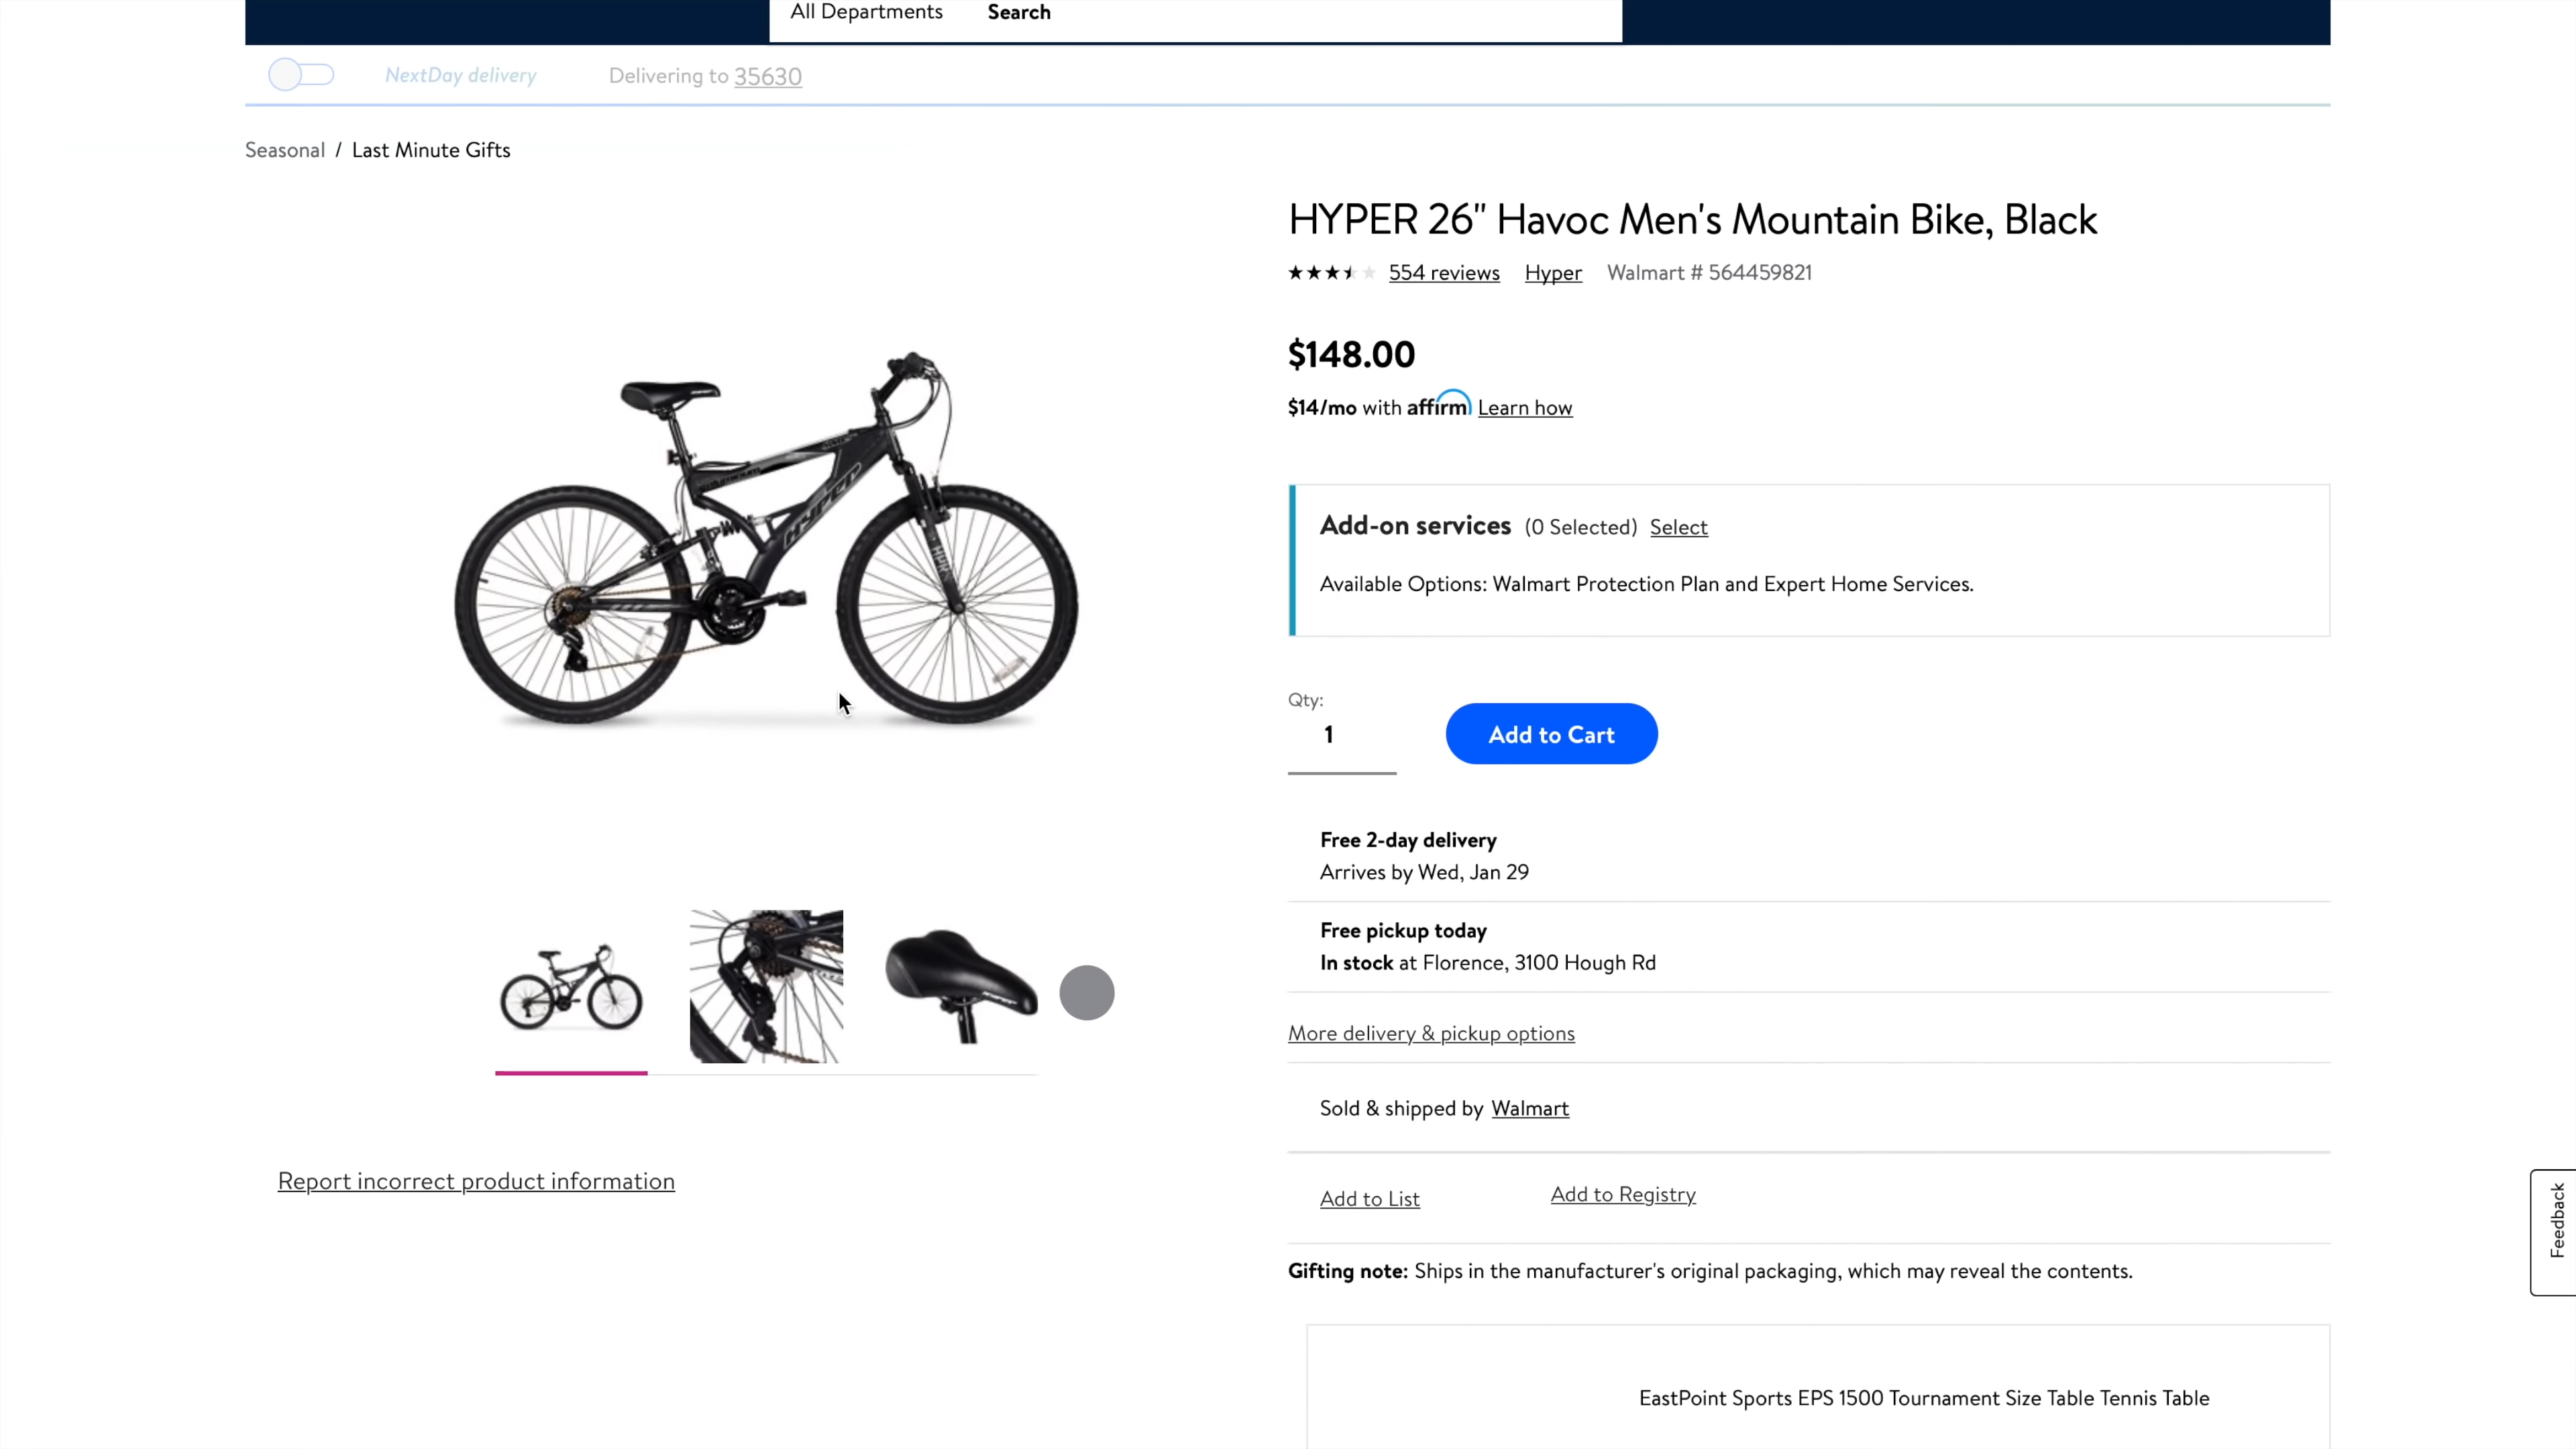 All Departments Search
NextDay delivery Delivering to 35630
Seasonal / Last Minute Gifts
HYPER 26" Havoc Men's Mountain Bike, Black
554 reviews Hyper Walmart # 564459821
$148.00
$14/mo with affirm Learn how
HYPER
Add-on services (0 Selected) Select
Available Options: Walmart Protection Plan and Expert Home Services.
Qty:
1 Add to Cart
Free 2-day delivery
Arrives by Wed, Jan 29
Free pickup today
In stock at Florence, 3100 Hough Rd
More delivery & pickup options
Sold & shipped by Walmart
Report incorrect product information
Add to List Add to Registry
Feedback
Gifting note: Ships in the manufacturer's original packaging, which may reveal the contents.
EastPoint Sports EPS 1500 Tournament Size Table Tennis Table